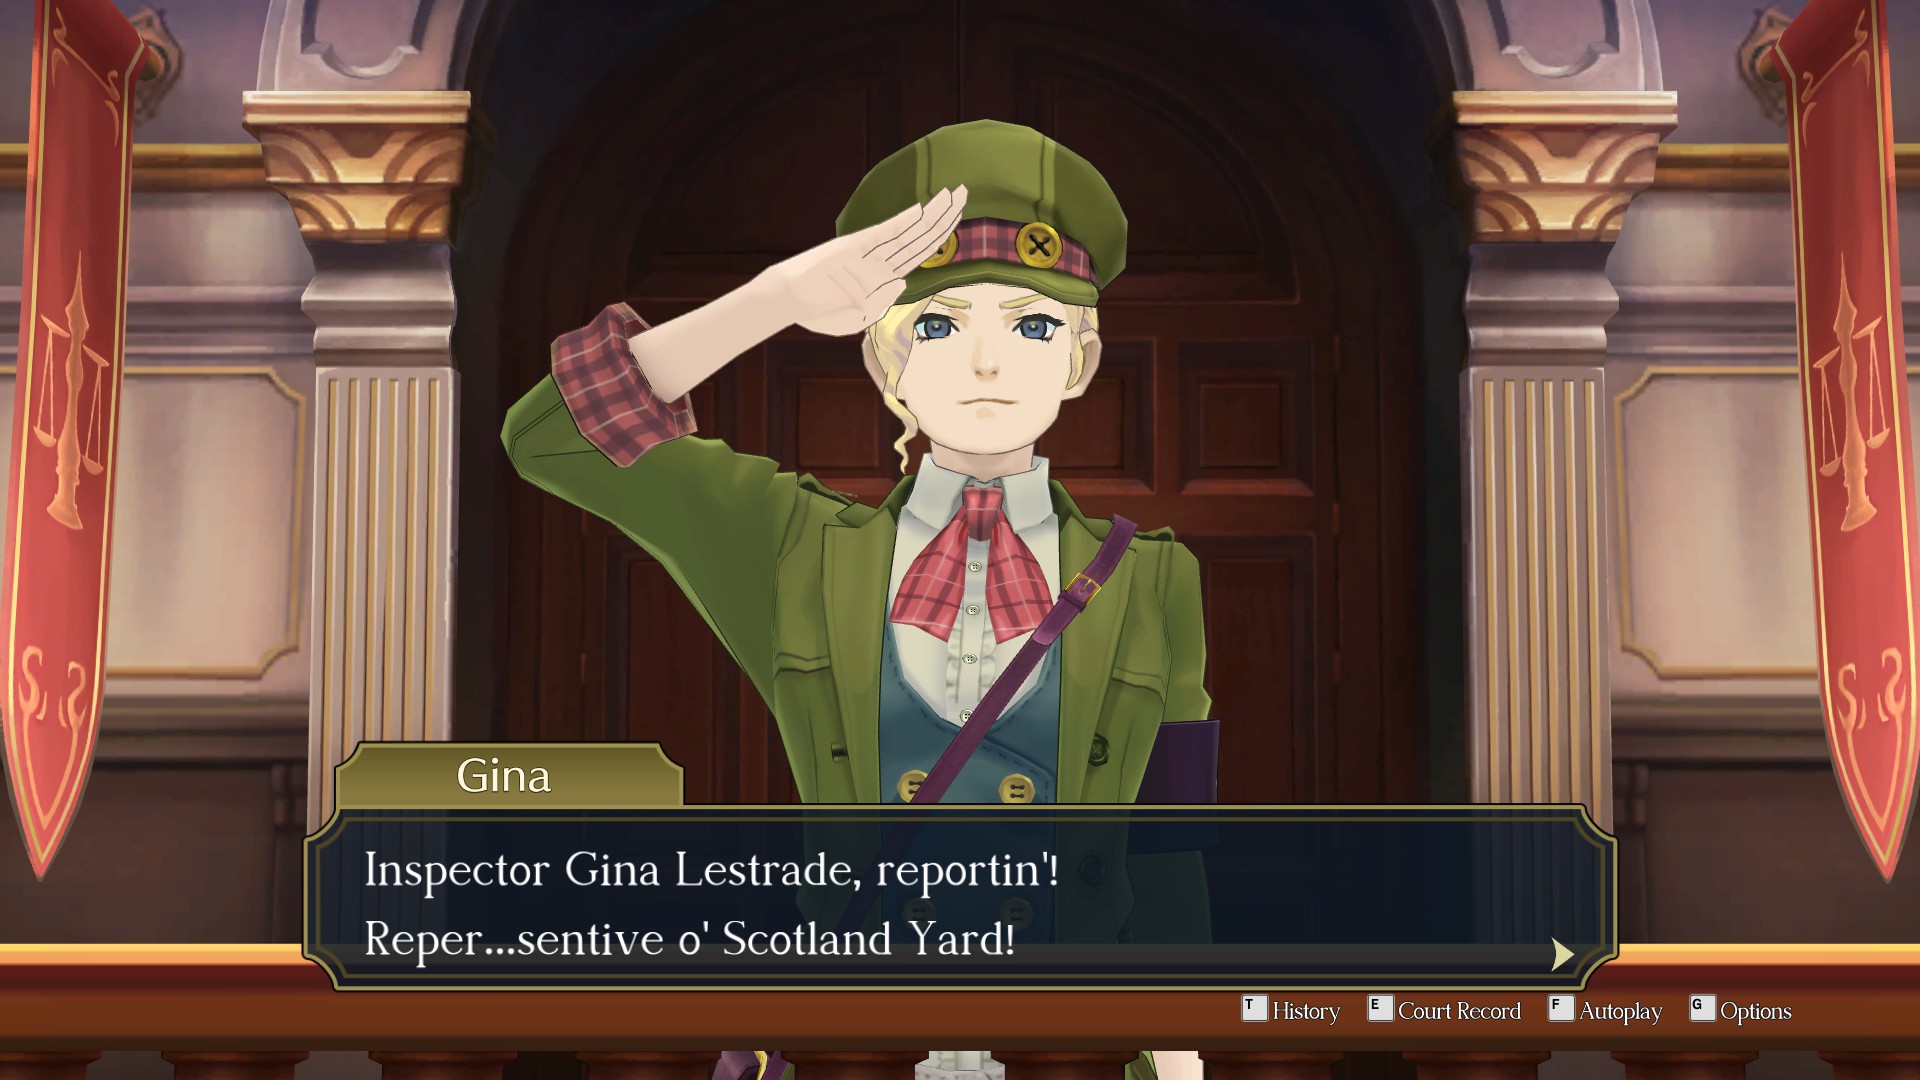 Gina
Inspector Gina Lestrade, reportin'!
Reper...sentive o' Scotland Yard!
T History E Court Record F Autoplay G Options